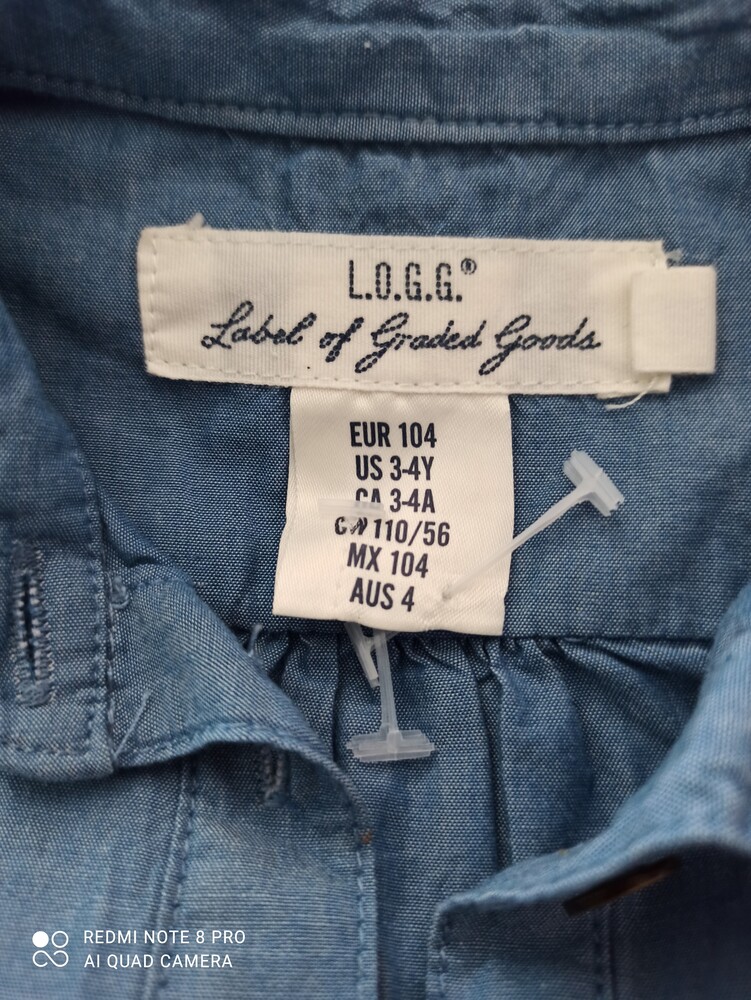 L.O.G.G.®
Label of Graded Goods
EUR 104
US 3-4Y
CA 3-4A
CN 110/56
MX 104
AUS 4
REDMI NOTE 8 PRO
AI QUAD CAMERA